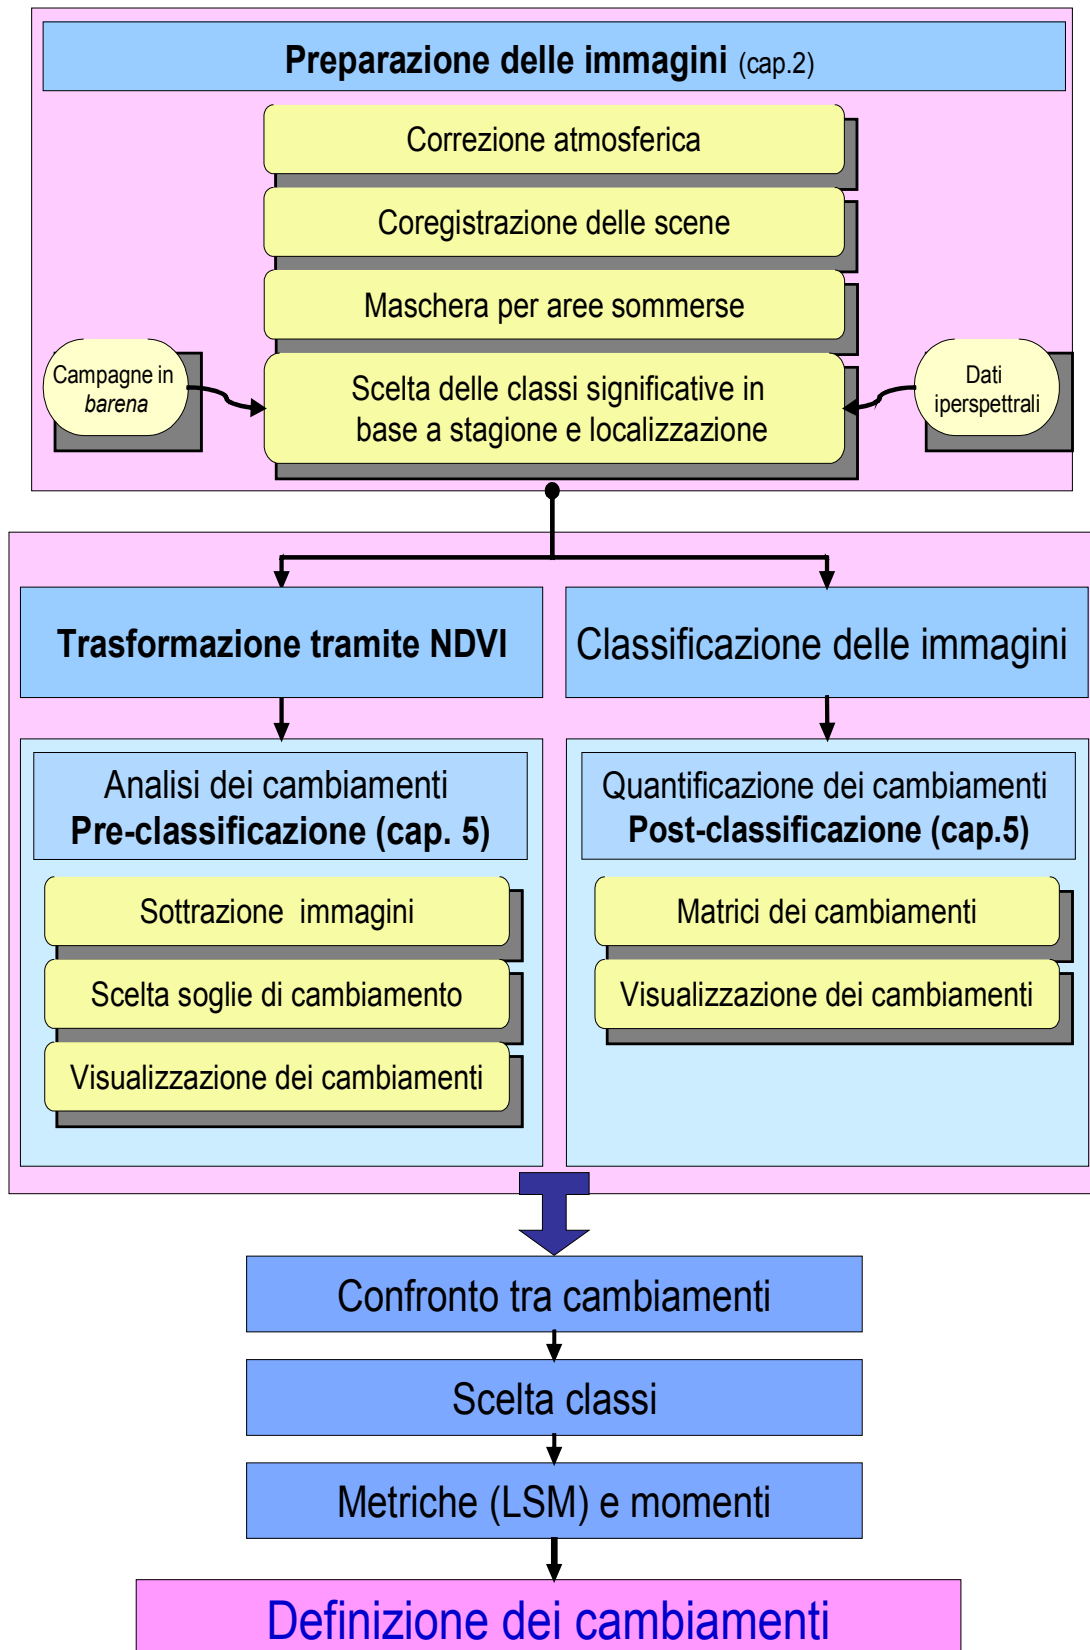 Preparazione delle immagini (cap.2)
Correzione atmosferica
Coregistrazione delle scene
Maschera per aree sommerse
Campagne in
barena
Scelta delle classi significative in
base a stagione e localizzazione
Dati
iperspettrali
Trasformazione tramite NDVI
Classificazione delle immagini
Analisi dei cambiamenti
Pre-classificazione (cap. 5)
Sottrazione immagini
Scelta soglie di cambiamento
Visualizzazione dei cambiamenti
Quantificazione dei cambiamenti
Post-classificazione (cap.5)
Matrici dei cambiamenti
Visualizzazione dei cambiamenti
Confronto tra cambiamenti
Scelta classi
Metriche (LSM) e momenti
Definizione dei cambiamenti